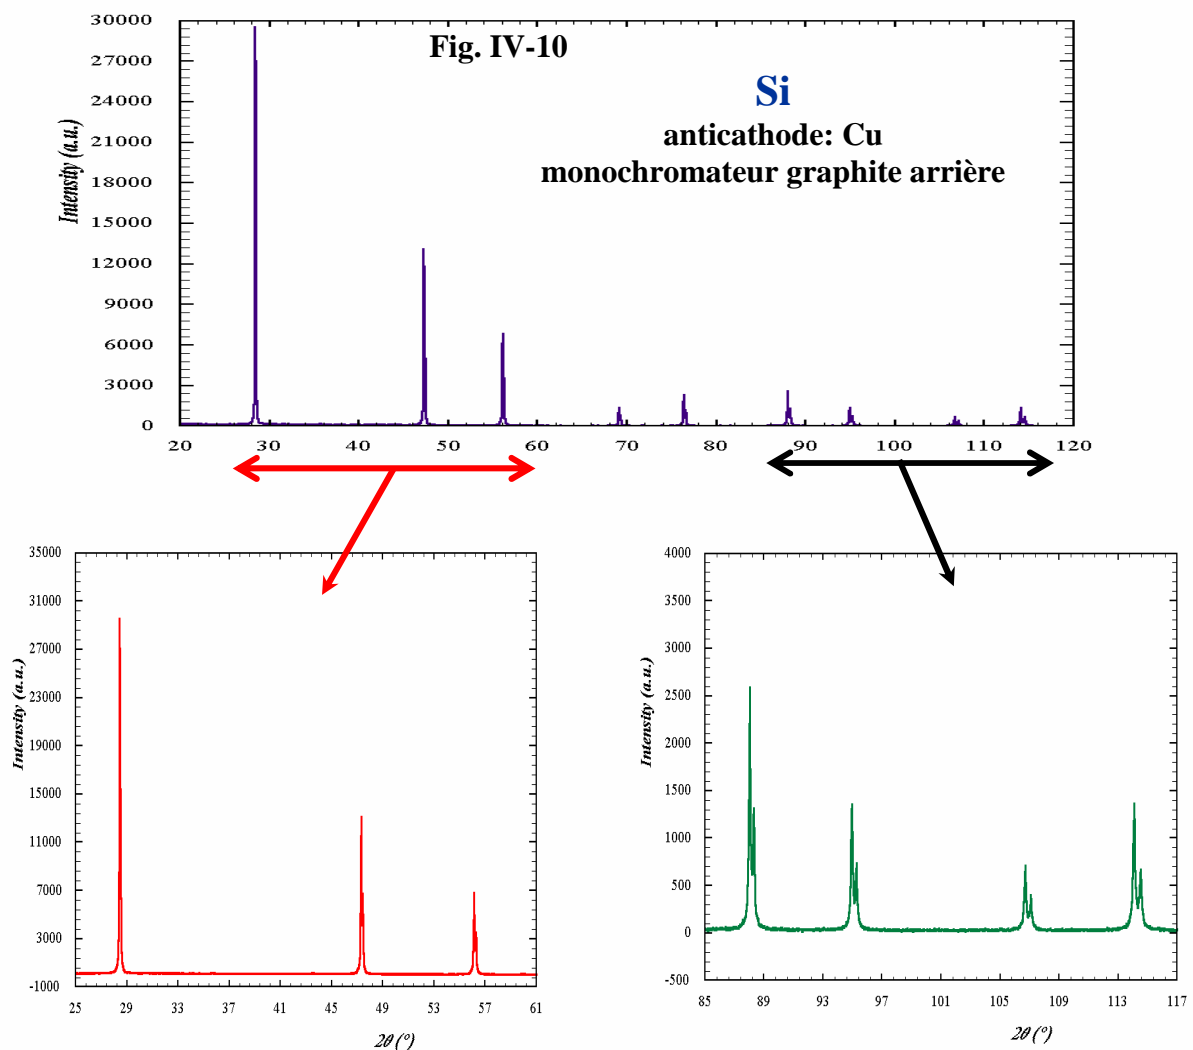 Fig. IV-10
Si
anticathode: Cu
monochromateur graphite arrière
Intensity (a.u.)
30000
27000
24000
21000
18000
15000
12000
9000
6000
3000
0
20 30 40 50 60 70 80 90 100 110 120
Intensity (a.u.)
35000
31000
27000
23000
19000
15000
11000
7000
3000
-1000
25 29 33 37 41 45 49 53 57 61
2θ (°)
Intensity (a.u.)
4000
3500
3000
2500
2000
1500
1000
500
0
-500
85 89 93 97 101 105 109 113 117
2θ (°)